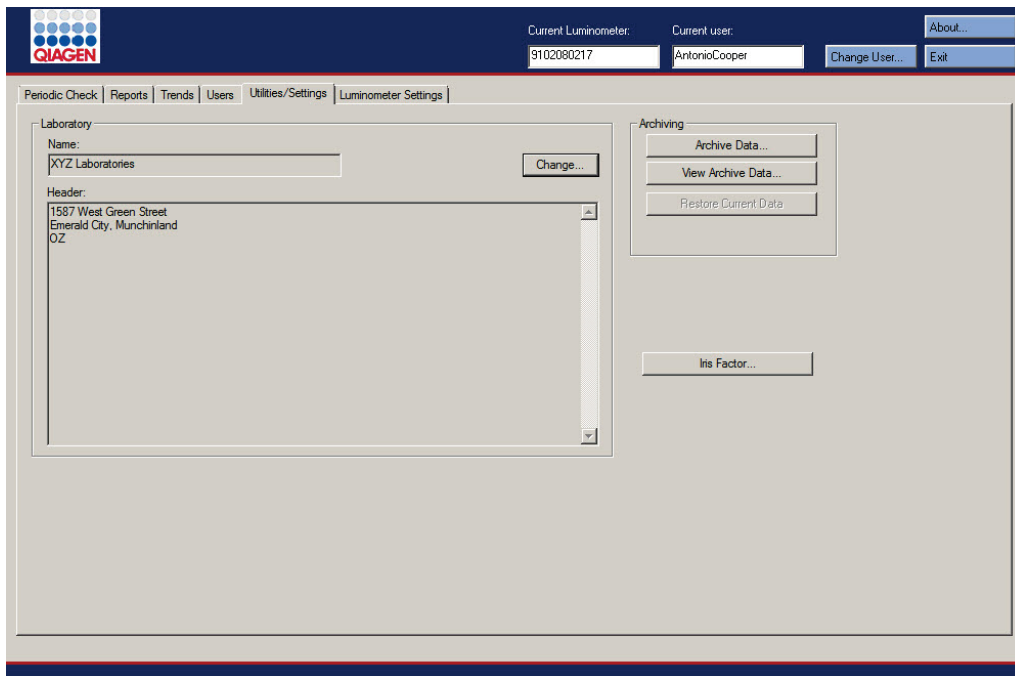 QIAGEN
Current Luminometer:
Current user:
About...
9102080217
AntonioCooper
Change User...
Exit
Periodic Check
Reports
Trends
Users
Utilities/Settings
Luminometer Settings
Laboratory
Name:
XYZ Laboratories
Change...
Header:
1587 West Green Street
Emerald City, Munchinland
OZ
Archiving
Archive Data...
View Archive Data...
Restore Current Data
Iris Factor...